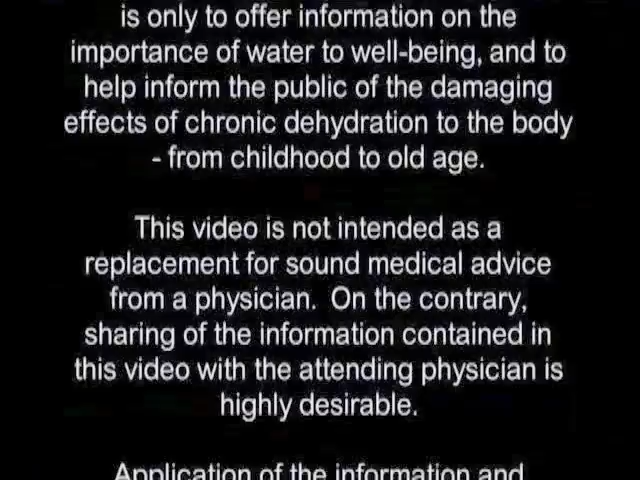 is only to offer information on the
importance of water to well-being, and to
help inform the public of the damaging
effects of chronic dehydration to the body
- from childhood to old age.
This video is not intended as a
replacement for sound medical advice
from a physician.  On the contrary,
sharing of the information contained in
this video with the attending physician is
highly desirable.
Application of the information and